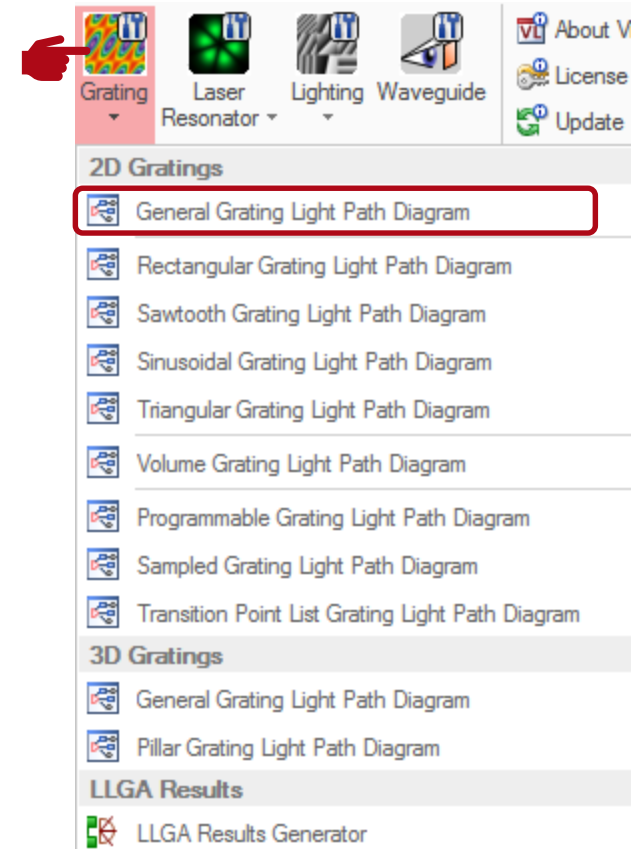 Grating
Laser
Resonator
Lighting
Waveguide
About
License
Update
2D Gratings
General Grating Light Path Diagram
Rectangular Grating Light Path Diagram
Sawtooth Grating Light Path Diagram
Sinusoidal Grating Light Path Diagram
Triangular Grating Light Path Diagram
Volume Grating Light Path Diagram
Programmable Grating Light Path Diagram
Sampled Grating Light Path Diagram
Transition Point List Grating Light Path Diagram
3D Gratings
General Grating Light Path Diagram
Pillar Grating Light Path Diagram
LLGA Results
LLGA Results Generator